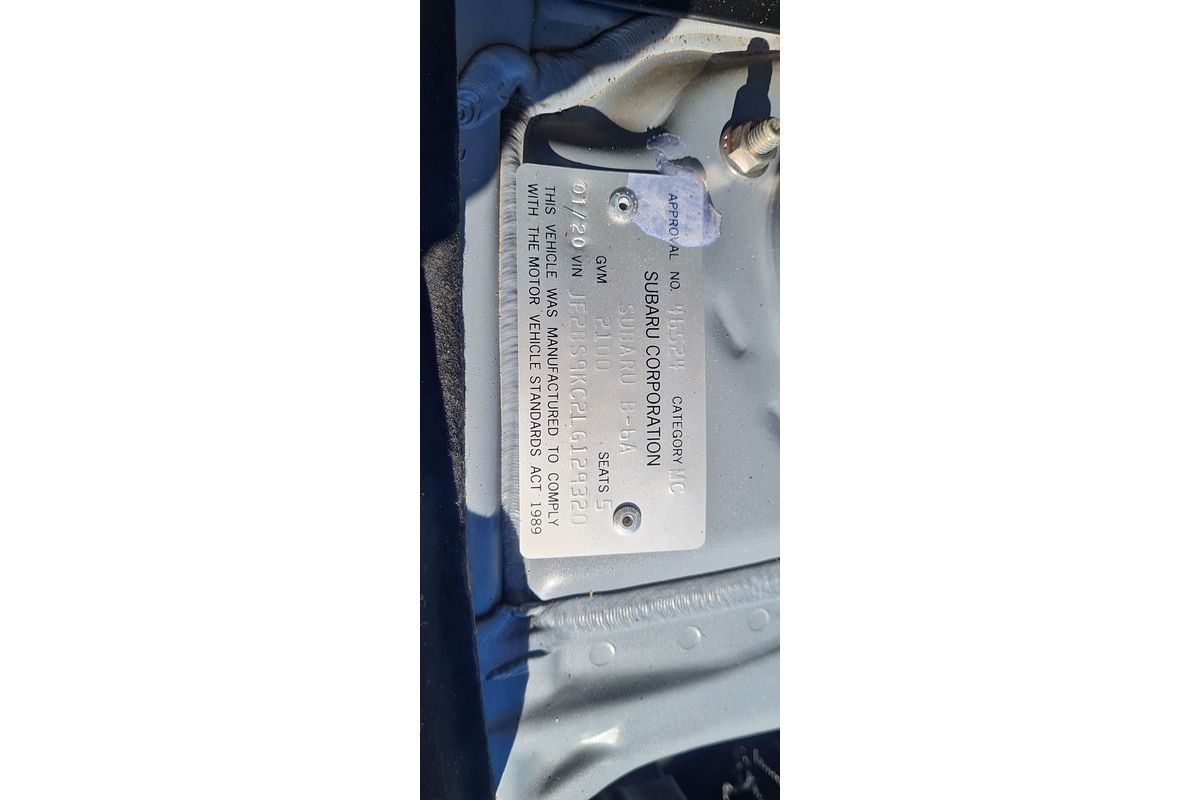 APPROVAL NO. 46524 CATEGORY MC
SUBARU CORPORATION
SUBARU B-6A
GVM 2100 SEATS 5
01/20 VIN JF2BS9KC2LG129320
THIS VEHICLE WAS MANUFACTURED TO COMPLY
WITH THE MOTOR VEHICLE STANDARDS ACT 1989